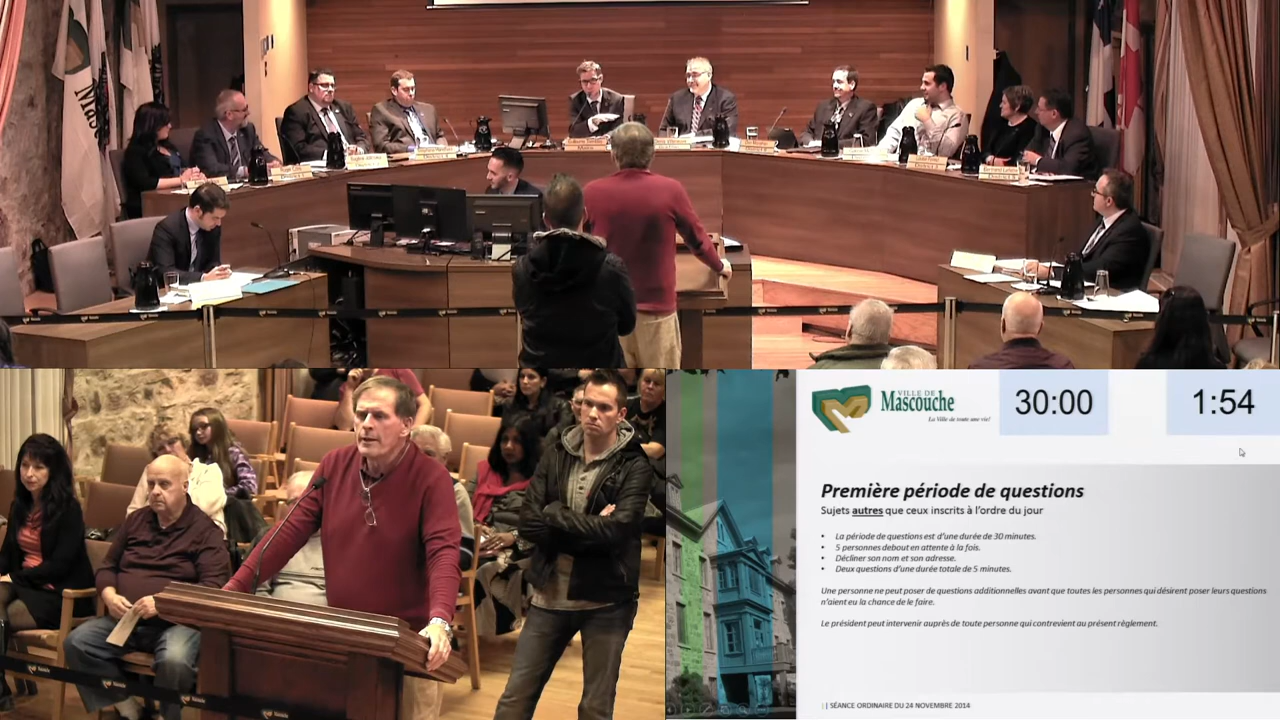 Mas
VILLE DE
Mascouche
La Ville de toute une vie!
30:00
1:54
Première période de questions
Sujets autres que ceux inscrits à l'ordre du jour
• La période de questions est d'une durée de 30 minutes.
• 5 personnes debout en attente à la fois.
• Décliner son nom et son adresse.
• Deux questions d'une durée totale de 5 minutes.
Une personne ne peut poser de questions additionnelles avant que toutes les personnes qui désirent poser leurs questions
n'aient eu la chance de le faire.
Le président peut intervenir auprès de toute personne qui contrevient au présent règlement.
| SÉANCE ORDINAIRE DU 24 NOVEMBRE 2014